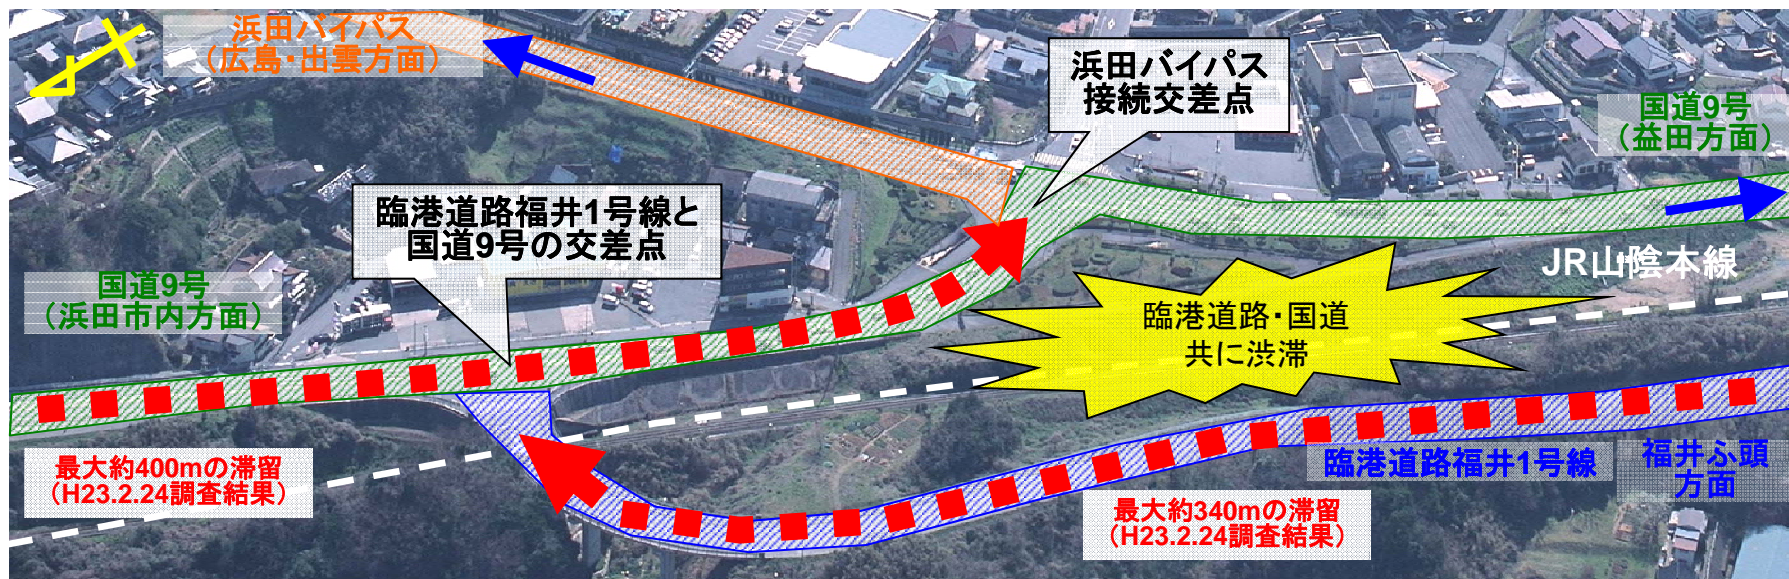 浜田バイパス
（広島・出雲方面）
浜田バイパス
接続交差点
国道9号
（益田方面）
臨港道路福井1号線と
国道9号の交差点
国道9号
（浜田市内方面）
JR山陰本線
臨港道路・国道
共に渋滞
最大約400mの滞留
（H23.2.24調査結果）
臨港道路福井1号線
福井ふ頭
方面
最大約340mの滞留
（H23.2.24調査結果）